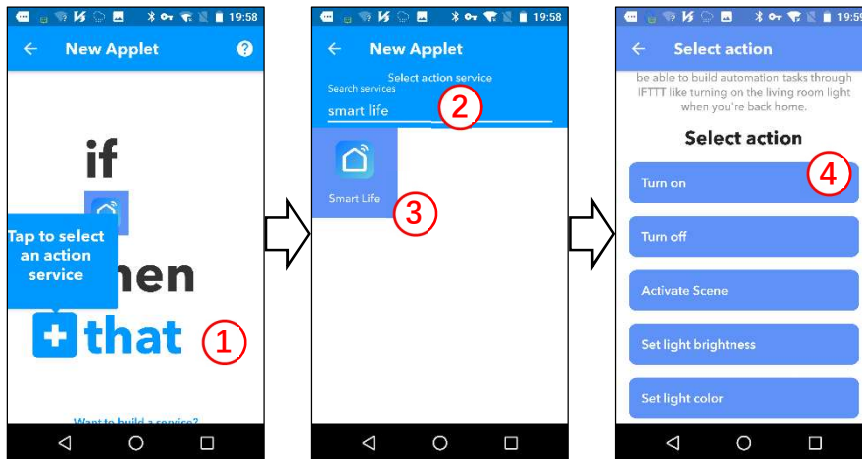 19:58
New Applet
?
if
Tap to select
an action
service
hen
that
1
Want to build a service?
19:58
New Applet
Select action service
Search services
smart life
2
Smart Life
3
19:59
Select action
be able to build automation tasks through
IFTTT like turning on the living room light
when you're back home.
Select action
4
Turn on
Turn off
Activate Scene
Set light brightness
Set light color